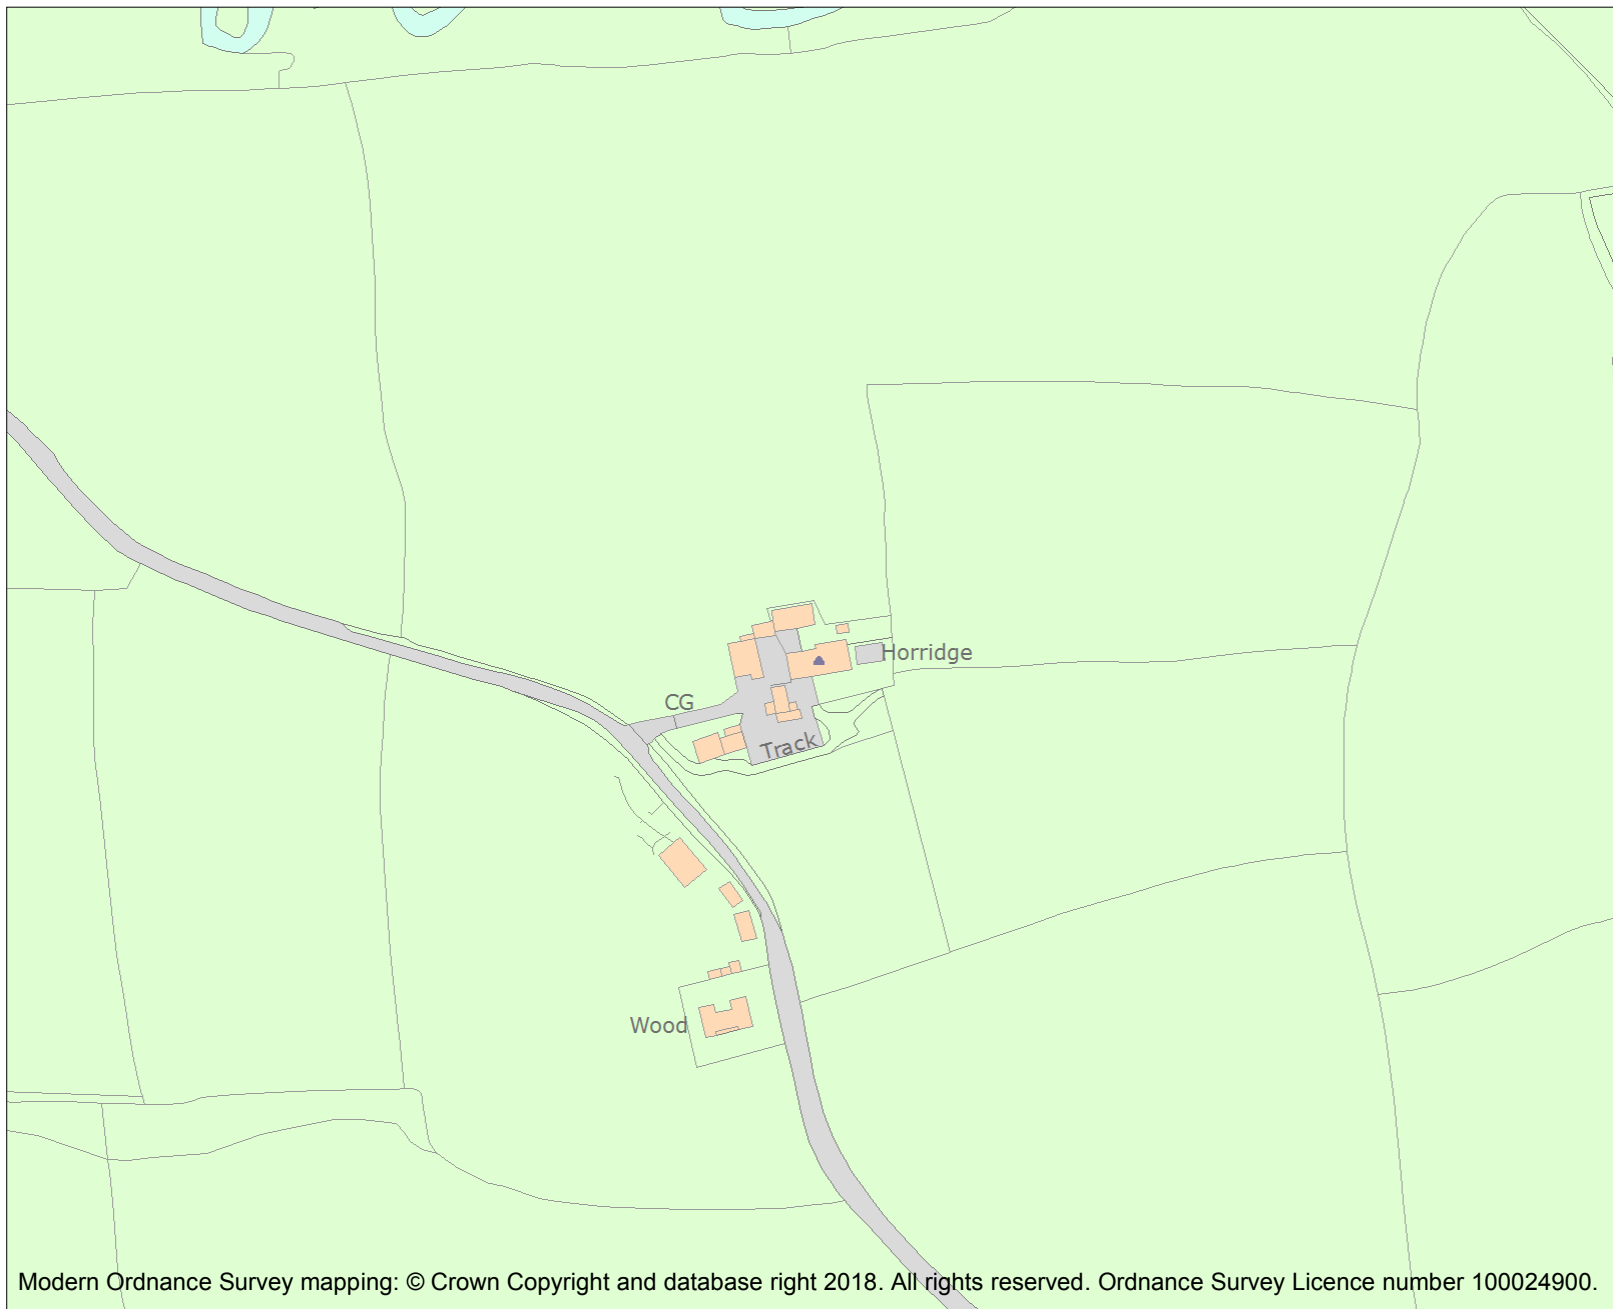 Horridge
CG
Track
Wood
Modern Ordnance Survey mapping: © Crown Copyright and database right 2018. All rights reserved. Ordnance Survey Licence number 100024900.